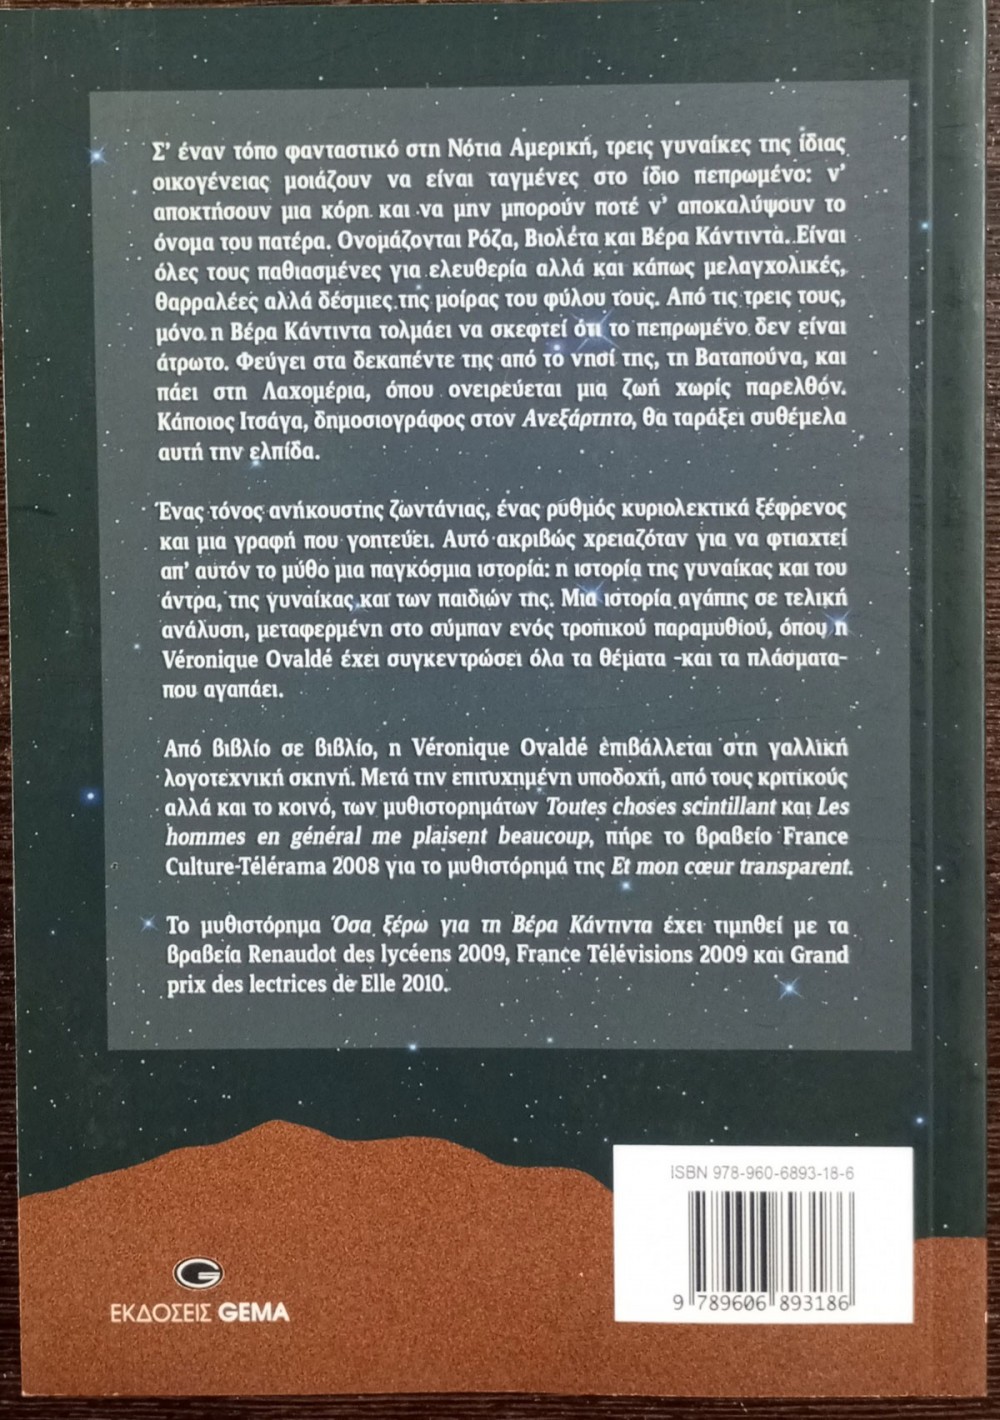 Σ' έναν τόπο φανταστικό στη Νότια Αμερική, τρεις γυναίκες της ίδιας
οικογένειας μοιάζουν να είναι ταγμένες στο ίδιο πεπρωμένο: ν'
αποκτήσουν μια κόρη και να μην μπορούν ποτέ ν' αποκαλύψουν το
όνομα του πατέρα. Ονομάζονται Ρόζα, Βιολέτα και Βέρα Κάντιντα. Είναι
όλες τους παθιασμένες για ελευθερία αλλά και κάπως μελαγχολικές,
θαρραλέες αλλά δέσμιες της μοίρας του φύλου τους. Από τις τρεις τους,
μόνο η Βέρα Κάντιντα τολμάει να σκεφτεί ότι το πεπρωμένο δεν είναι
άτρωτο. Φεύγει στα δεκαπέντε της από το νησί της, τη Βαταπούνα, και
πάει στη Λαχομέρια, όπου ονειρεύεται μια ζωή χωρίς παρελθόν.
Κάποιος Ιτσάγα, δημοσιογράφος στον Ανεξάρτητο, θα ταράξει συθέμελα
αυτή την ελπίδα.
Ένας τόνος ανήκουστης ζωντάνιας, ένας ρυθμός κυριολεκτικά ξέφρενος
και μια γραφή που γοητεύει. Αυτό ακριβώς χρειαζόταν για να φτιαχτεί
απ' αυτόν το μύθο μια παγκόσμια ιστορία: η ιστορία της γυναίκας και του
άντρα, της γυναίκας και των παιδιών της. Μια ιστορία αγάπης σε τελική
ανάλυση, μεταφερμένη στο σύμπαν ενός τροπικού παραμυθιού, όπου η
Véronique Ovaldé έχει συγκεντρώσει όλα τα θέματα -και τα πλάσματα-
που αγαπάει.
Από βιβλίο σε βιβλίο, η Véronique Ovaldé επιβάλλεται στη γαλλική
λογοτεχνική σκηνή. Μετά την επιτυχημένη υποδοχή, από τους κριτικούς
αλλά και το κοινό, των μυθιστορημάτων Toutes choses scintillant και Les
hommes en général me plaisent beaucoup, πήρε το βραβείο France
Culture-Télérama 2008 για το μυθιστόρημά της Et mon cœur transparent.
Το μυθιστόρημα Όσα ξέρω για τη Βέρα Κάντιντα έχει τιμηθεί με τα
βραβεία Renaudot des lycéens 2009, France Télévisions 2009 και Grand
prix des lectrices de Elle 2010.
ISBN 978-960-6893-18-6
9 789606 893186
G
ΕΚΔΟΣΕΙΣ GEMA